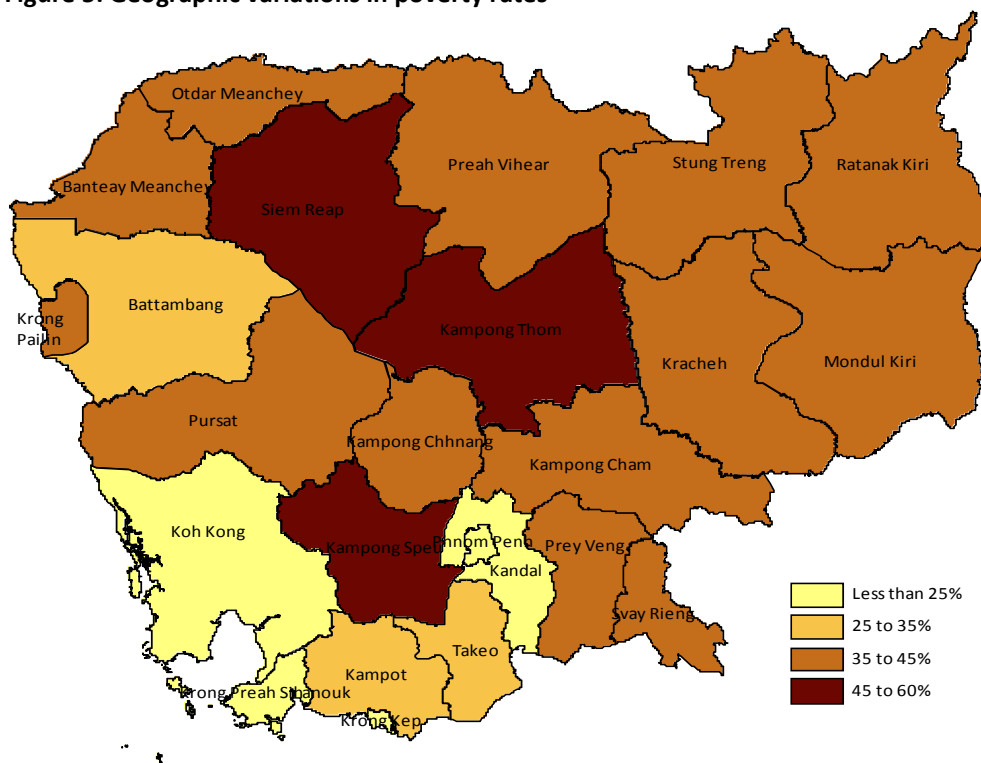 Figure 3. Geographic variations in poverty rates
Otdar Meanchey
Preah Vihear
Stung Treng
Ratanak Kiri
Banteay Meanchey
Siem Reap
Battambang
Krong
Pailin
Kampong Thom
Kracheh
Mondul Kiri
Pursat
Kampong Chhnang
Kampong Cham
Koh Kong
Kampong Speu
Phnom Penh
Prey Veng
Kandal
Svay Rieng
Takeo
Kampot
Krong Preah Sihanouk
Krong Kep
Less than 25%
25 to 35%
35 to 45%
45 to 60%